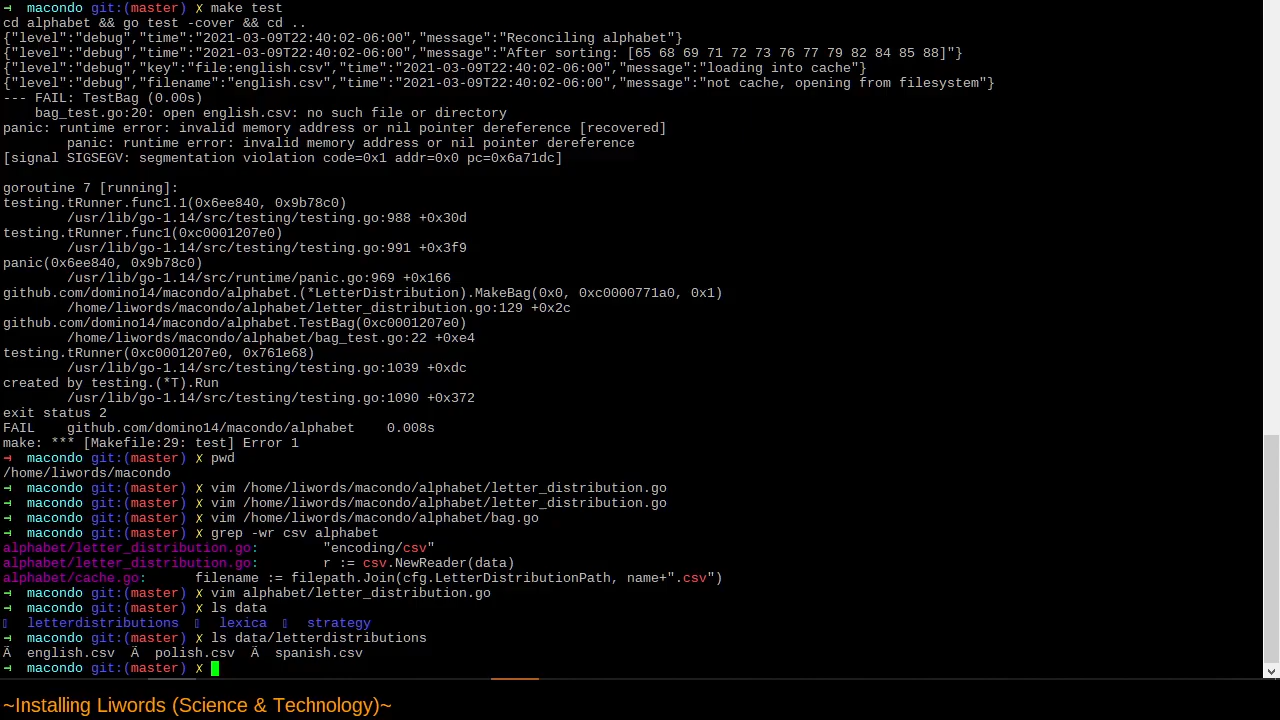 → macondo git:(master) ✗ make test
cd alphabet && go test -cover && cd ..
{"level":"debug","time":"2021-03-09T22:40:02-06:00","message":"Reconciling alphabet"}
{"level":"debug","time":"2021-03-09T22:40:02-06:00","message":"After sorting: [65 68 69 71 72 73 76 77 79 82 84 85 88]"}
{"level":"debug","key":"file:english.csv","time":"2021-03-09T22:40:02-06:00","message":"loading into cache"}
{"level":"debug","filename":"english.csv","time":"2021-03-09T22:40:02-06:00","message":"not cache, opening from filesystem"}
--- FAIL: TestBag (0.00s)
    bag_test.go:20: open english.csv: no such file or directory
panic: runtime error: invalid memory address or nil pointer dereference [recovered]
        panic: runtime error: invalid memory address or nil pointer dereference
[signal SIGSEGV: segmentation violation code=0x1 addr=0x0 pc=0x6a71dc]
goroutine 7 [running]:
testing.tRunner.func1.1(0x6ee840, 0x9b78c0)
        /usr/lib/go-1.14/src/testing/testing.go:988 +0x30d
testing.tRunner.func1(0xc0001207e0)
        /usr/lib/go-1.14/src/testing/testing.go:991 +0x3f9
panic(0x6ee840, 0x9b78c0)
        /usr/lib/go-1.14/src/runtime/panic.go:969 +0x166
github.com/domino14/macondo/alphabet.(*LetterDistribution).MakeBag(0x0, 0xc0000771a0, 0x1)
        /home/liwords/macondo/alphabet/letter_distribution.go:129 +0x2c
github.com/domino14/macondo/alphabet.TestBag(0xc0001207e0)
        /home/liwords/macondo/alphabet/bag_test.go:22 +0xe4
testing.tRunner(0xc0001207e0, 0x761e68)
        /usr/lib/go-1.14/src/testing/testing.go:1039 +0xdc
created by testing.(*T).Run
        /usr/lib/go-1.14/src/testing/testing.go:1090 +0x372
exit status 2
FAIL    github.com/domino14/macondo/alphabet    0.008s
make: *** [Makefile:29: test] Error 1
→ macondo git:(master) ✗ pwd
/home/liwords/macondo
→ macondo git:(master) ✗ vim /home/liwords/macondo/alphabet/letter_distribution.go
→ macondo git:(master) ✗ vim /home/liwords/macondo/alphabet/letter_distribution.go
→ macondo git:(master) ✗ vim /home/liwords/macondo/alphabet/bag.go
→ macondo git:(master) ✗ grep -wr csv alphabet
alphabet/letter_distribution.go:        "encoding/csv"
alphabet/letter_distribution.go:        r := csv.NewReader(data)
alphabet/cache.go:      filename := filepath.Join(cfg.LetterDistributionPath, name+".csv")
→ macondo git:(master) ✗ vim alphabet/letter_distribution.go
→ macondo git:(master) ✗ ls data
letterdistributions lexica strategy
→ macondo git:(master) ✗ ls data/letterdistributions
Ä english.csv Ä polish.csv Ä spanish.csv
→ macondo git:(master) ✗
~Installing Liwords (Science & Technology)~